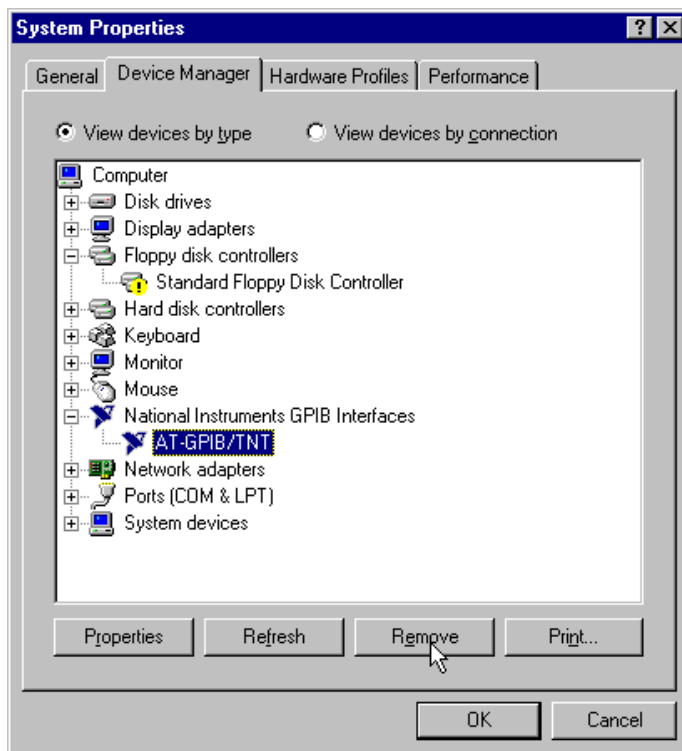 System Properties
General Device Manager Hardware Profiles Performance
View devices by type View devices by connection
Computer
Disk drives
Display adapters
Floppy disk controllers
Standard Floppy Disk Controller
Hard disk controllers
Keyboard
Monitor
Mouse
National Instruments GPIB Interfaces
AT-GPIB/TNT
Network adapters
Ports (COM & LPT)
System devices
Properties Refresh Remove Print...
OK Cancel